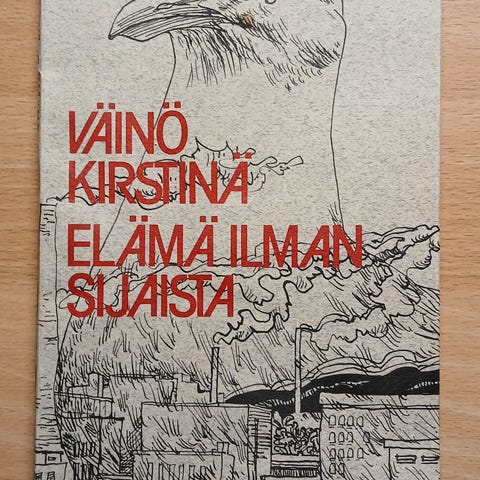 VÄINÖ
KIRSTINÄ
ELÄMÄ ILMAN
SIJAISTA